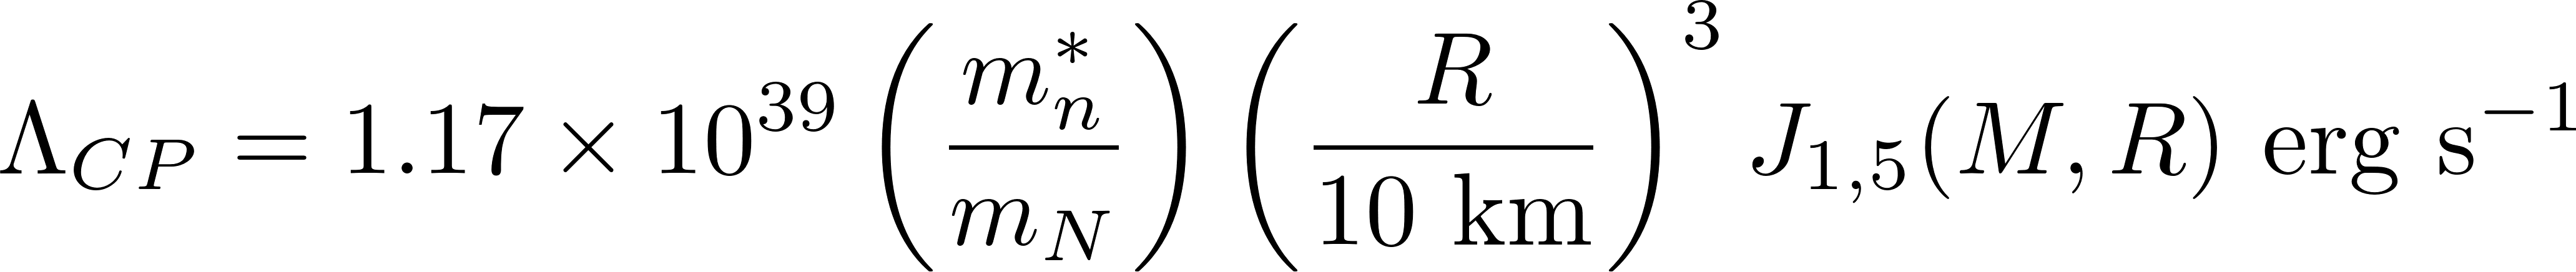 Λ_{CP} = 1.17 × 10^{39} (m_n^*/m_N) (R/10 km)^3 J_{1,5}(M, R) erg s^{-1}